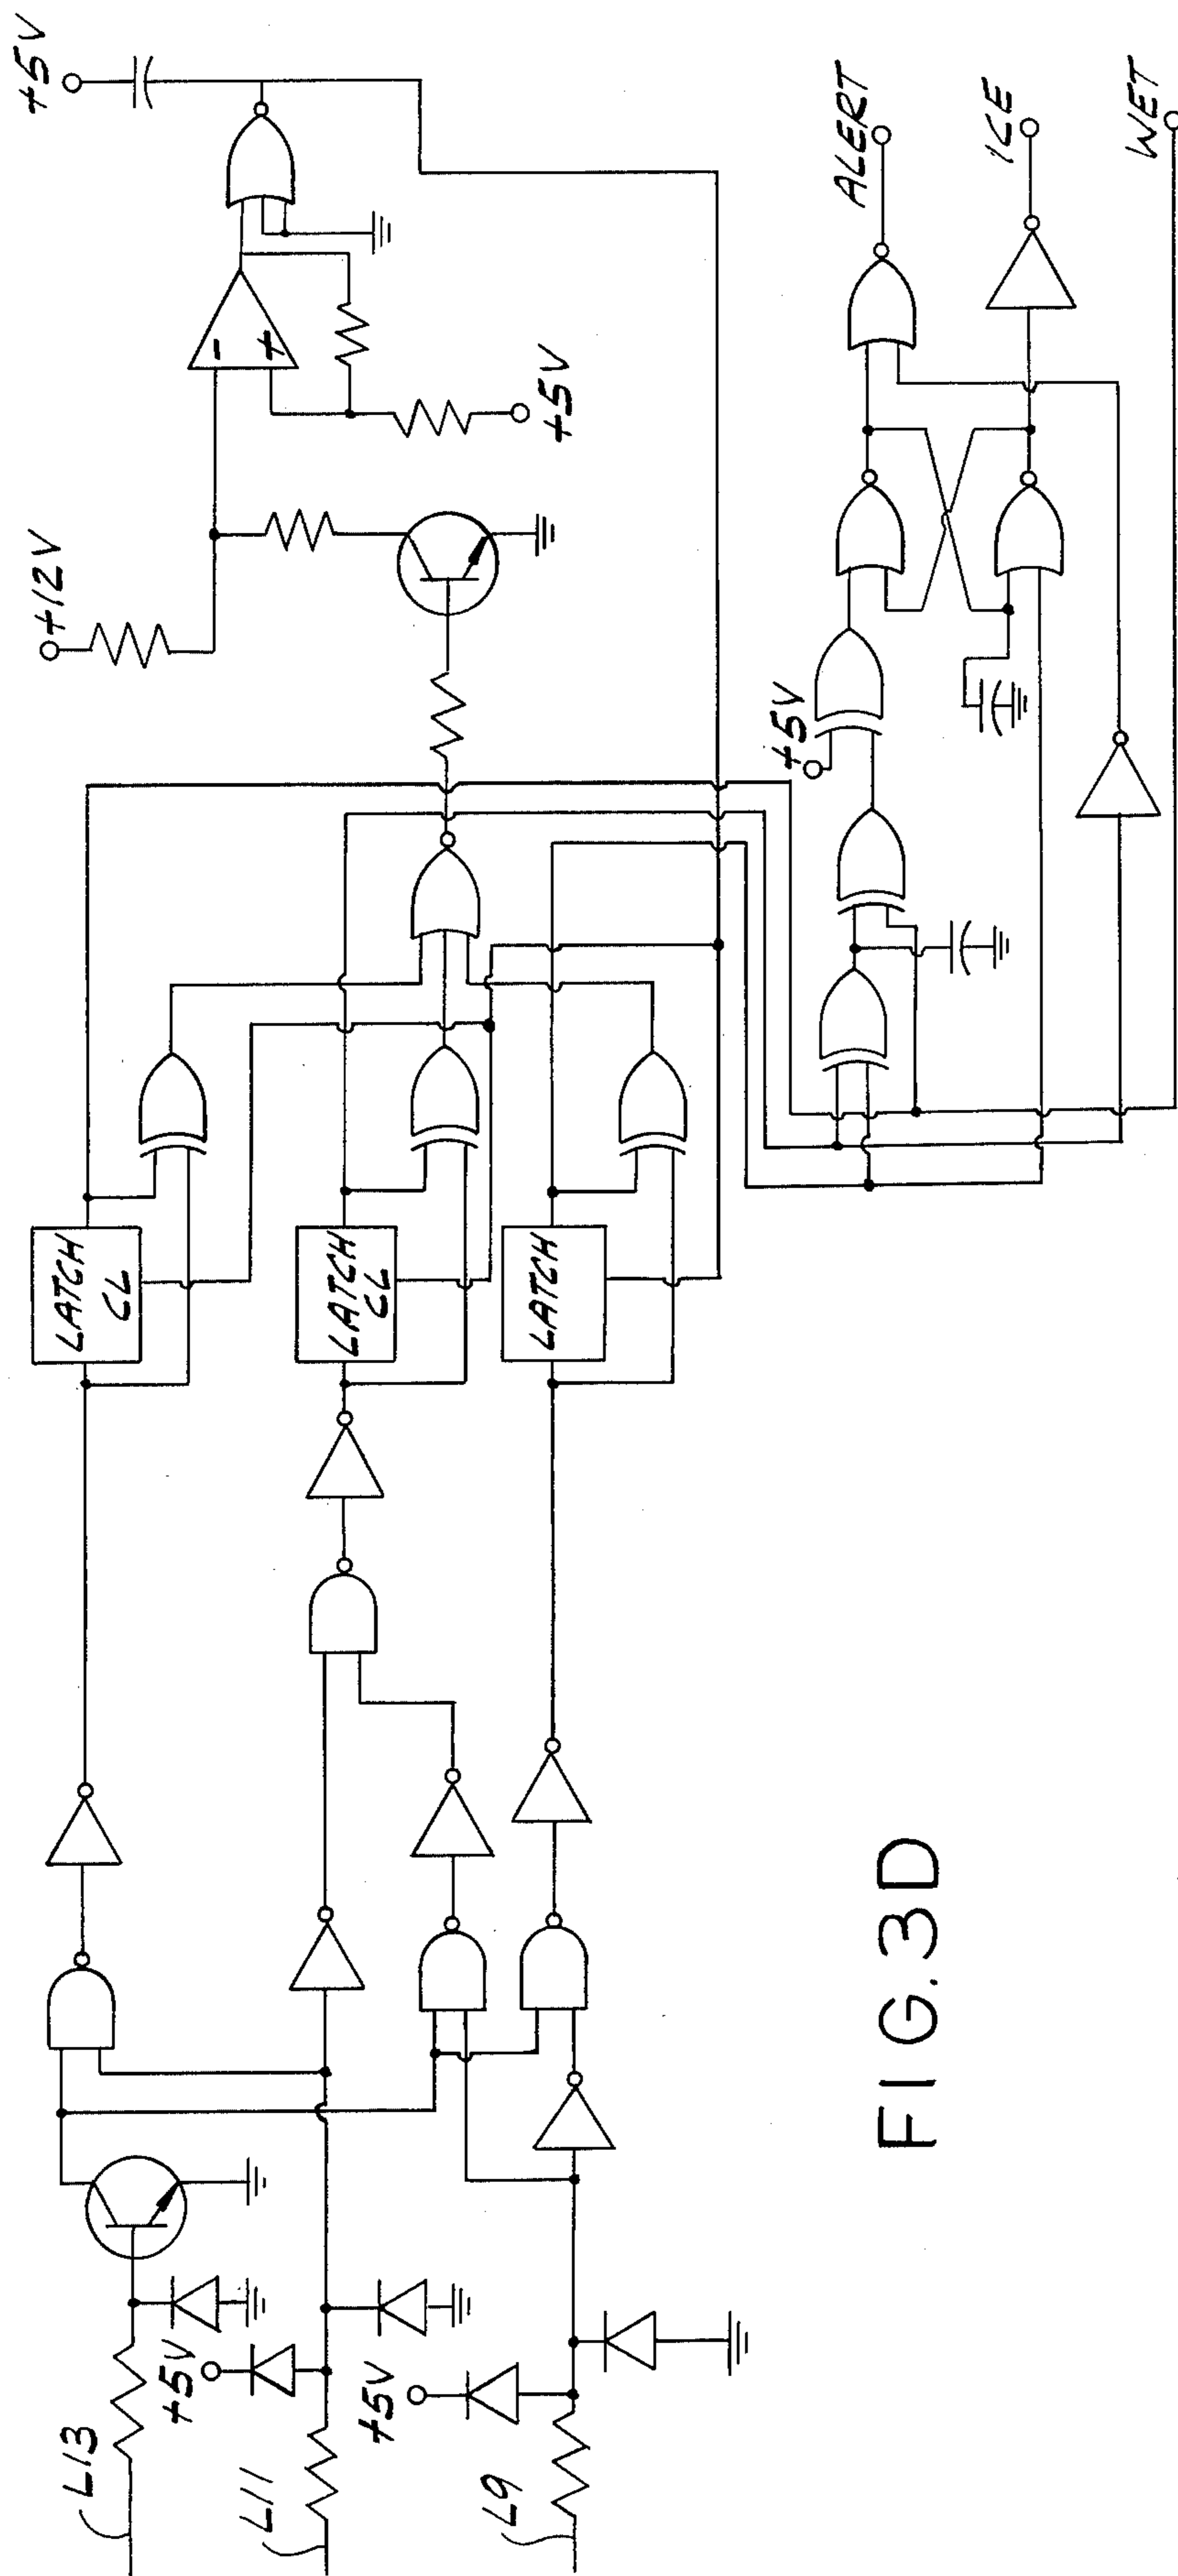 +5V
+12V
+5V
ALERT
ICE
WET
+5V
LATCH
CL
LATCH
CL
LATCH
-
+
L13
+5V
L11
+5V
L9
FIG. 3D